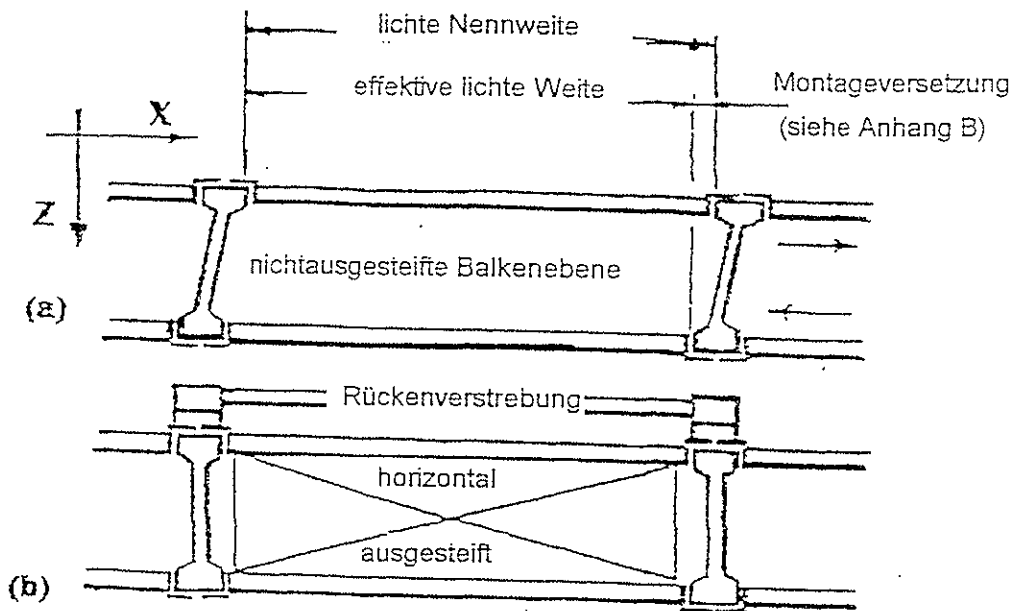 lichte Nennweite
effektive lichte Weite
Montageversetzung
(siehe Anhang B)
X
Z
nichtausgesteifte Balkenebene
(a)
Rückenverstrebung
horizontal
ausgesteift
(b)